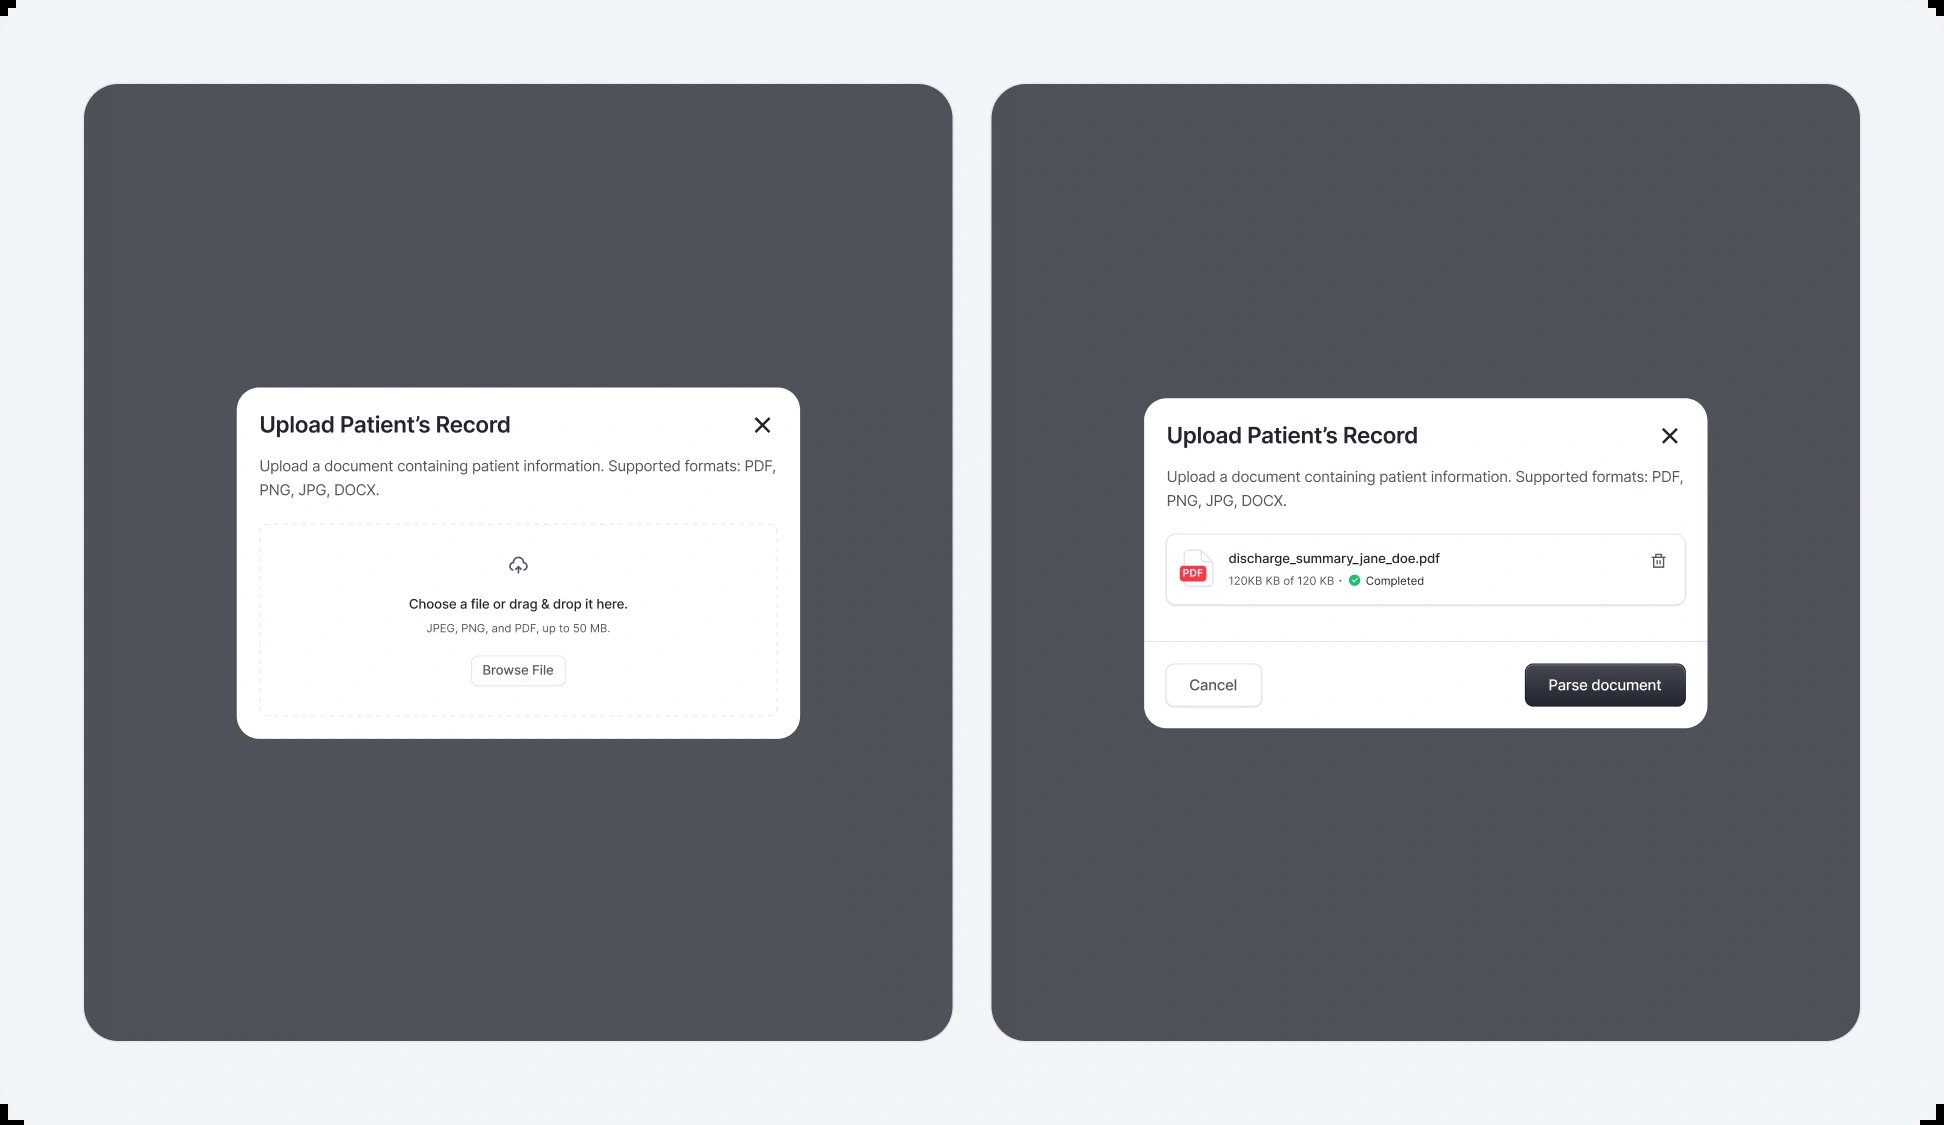 Upload Patient’s Record
Upload a document containing patient information. Supported formats: PDF,
PNG, JPG, DOCX.
Choose a file or drag & drop it here.
JPEG, PNG, and PDF, up to 50 MB.
Browse File
Upload Patient’s Record
Upload a document containing patient information. Supported formats: PDF,
PNG, JPG, DOCX.
PDF
discharge_summary_jane_doe.pdf
120KB KB of 120 KB · Completed
Cancel
Parse document